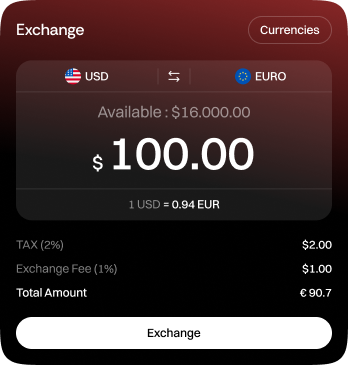 Exchange Currencies
USD EURO
Available : $16.000.00
$ 100.00
1 USD = 0.94 EUR
TAX (2%) $2.00
Exchange Fee (1%) $1.00
Total Amount € 90.7
Exchange